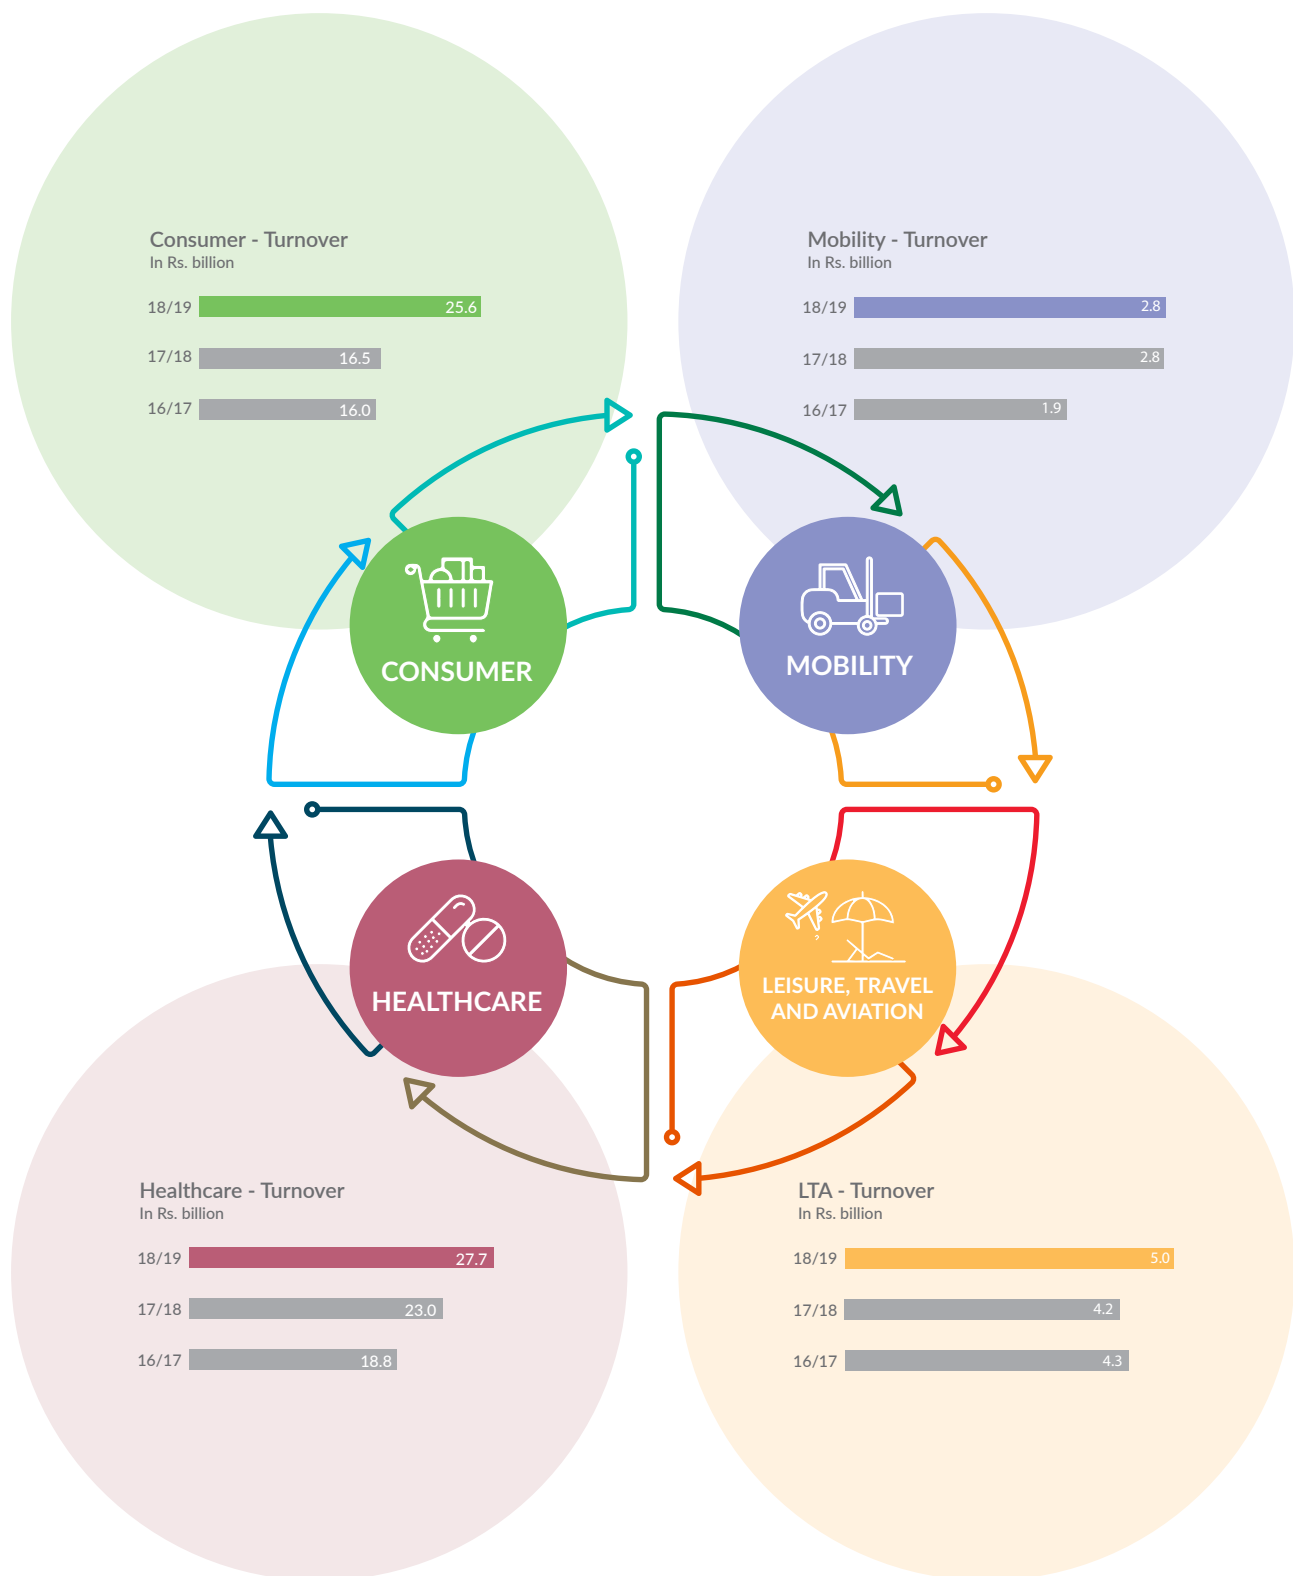 Consumer - Turnover
In Rs. billion
18/19 25.6
17/18 16.5
16/17 16.0
Mobility - Turnover
In Rs. billion
18/19 2.8
17/18 2.8
16/17 1.9
CONSUMER
MOBILITY
HEALTHCARE
LEISURE, TRAVEL
AND AVIATION
Healthcare - Turnover
In Rs. billion
18/19 27.7
17/18 23.0
16/17 18.8
LTA - Turnover
In Rs. billion
18/19 5.0
17/18 4.2
16/17 4.3